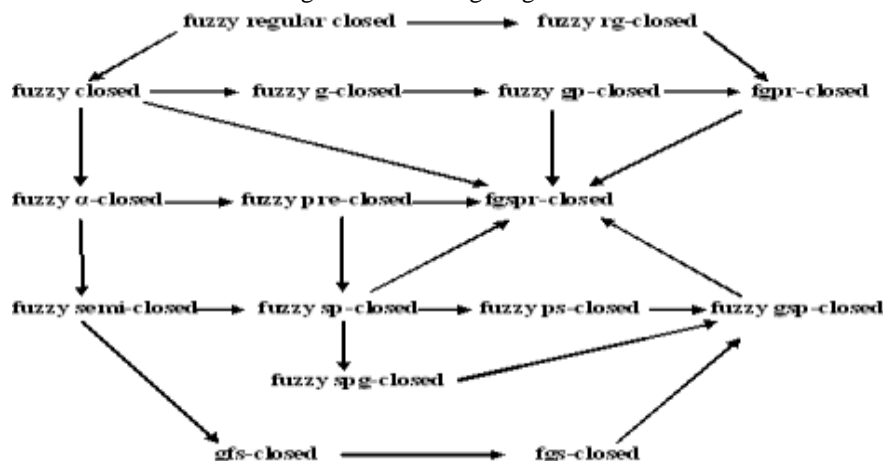 fuzzy regular closed fuzzy rg-closed
fuzzy closed fuzzy g-closed fuzzy gp-closed fgpr-closed
fuzzy α-closed fuzzy pre-closed fgspr-closed
fuzzy semi-closed fuzzy sp-closed fuzzy ps-closed fuzzy gsp-closed
fuzzy spg-closed
gfs-closed fgs-closed